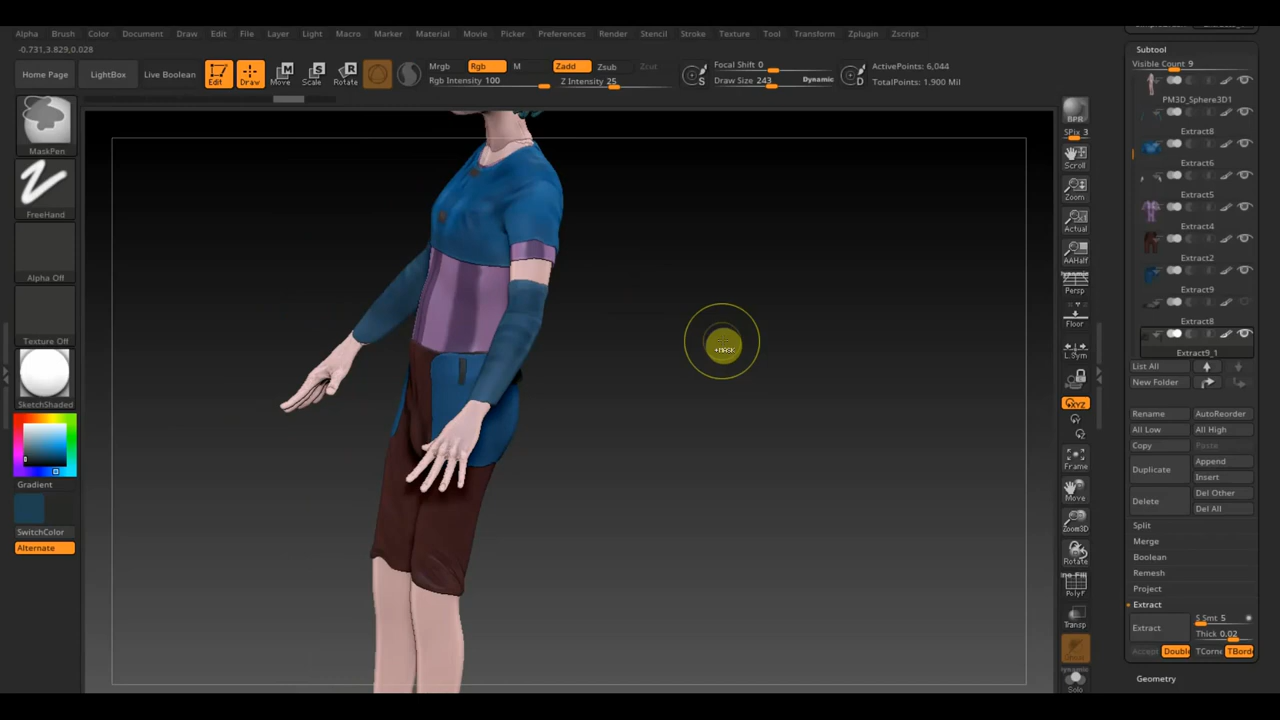 Alpha Brush Color Document Draw Edit File Layer Light Macro Marker Material Movie Picker Preferences Render Stencil Stroke Texture Tool Transform Zplugin Zscript
-0.731,3.829,0.028
Home Page
LightBox
Live Boolean
Edit
Draw
Move
Scale
Rotate
Mrgb
Rgb
M
Rgb Intensity 100
Zadd
Zsub
Zcut
Z Intensity 25
S
Focal Shift 0
Draw Size 243
Dynamic
D
ActivePoints: 6,044
TotalPoints: 1.900 Mil
MaskPen
FreeHand
Alpha Off
Texture Off
SketchShaded
Gradient
SwitchColor
Alternate
+MASK
BPR
SPix 3
Scroll
Zoom
Actual
AAHalf
Dynamic
Persp
Floor
L.Sym
XYZ
Y
Z
Frame
Move
Zoom3D
Rotate
PolyF
Transp
Dynamic
Solo
Subtool
Visible Count 9
PM3D_Sphere3D1
Extract8
Extract6
Extract5
Extract4
Extract2
Extract9
Extract8
Extract9_1
List All
New Folder
Rename AutoReorder
All Low All High
Copy Paste
Duplicate
Append
Insert
Delete
Del Other
Del All
Split
Merge
Boolean
Remesh
Project
Extract
Extract
S Smt 5
Thick 0.02
Accept Double TCorne TBord
Geometry